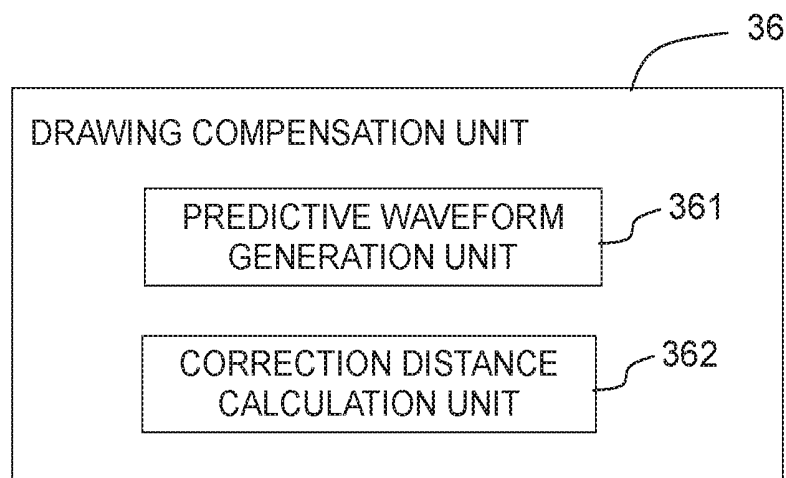 36
DRAWING COMPENSATION UNIT
PREDICTIVE WAVEFORM
GENERATION UNIT
361
CORRECTION DISTANCE
CALCULATION UNIT
362